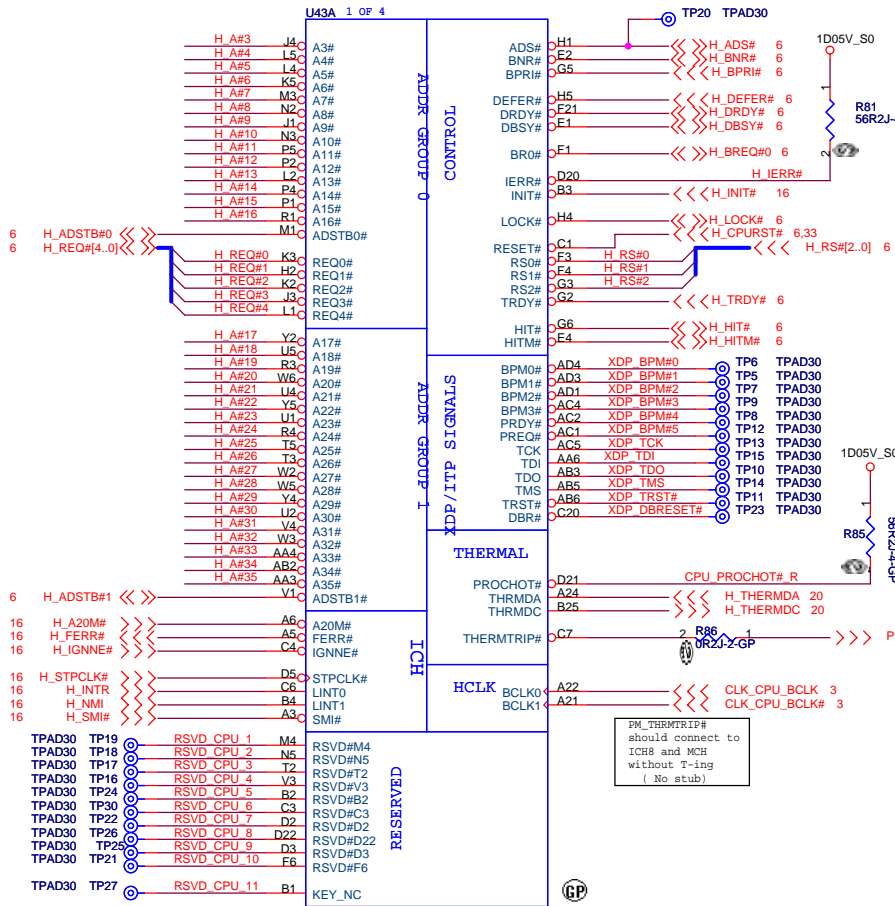 U43A 1 OF 4
TP20 TPAD30
1D05V_S0
H_A#3 J4 A3#
H_A#4 L5 A4#
H_A#5 L4 A5#
H_A#6 K5 A6#
H_A#7 M3 A7#
H_A#8 N2 A8#
H_A#9 J1 A9#
H_A#10 N3 A10#
H_A#11 P5 A11#
H_A#12 P2 A12#
H_A#13 L2 A13#
H_A#14 P4 A14#
H_A#15 P1 A15#
H_A#16 R1 A16#
6 H_ADSTB#0 M1 ADSTB0#
6 H_REQ#[4..0]
H_REQ#0 K3 REQ0#
H_REQ#1 H2 REQ1#
H_REQ#2 K2 REQ2#
H_REQ#3 J3 REQ3#
H_REQ#4 L1 REQ4#
ADDR GROUP 0
CONTROL
ADS# H1 H_ADS# 6
BNR# E2 H_BNR# 6
BPRI# G5 H_BPRI# 6
DEFER# H5 H_DEFER# 6
DRDY# F21 H_DRDY# 6
DBSY# E1 H_DBSY# 6
BR0# F1 H_BREQ#0 6
IERR# D20 H_IERR#
INIT# B3 H_INIT# 16
LOCK# H4 H_LOCK# 6
RESET# C1 H_CPURST# 6,33
RS0# F3 H_RS#0
RS1# F4 H_RS#1
RS2# G3 H_RS#2
H_RS#[2..0] 6
TRDY# G2 H_TRDY# 6
HIT# G6 H_HIT# 6
HITM# E4 H_HITM# 6
1
R81
56R2J-4
2
H_A#17 Y2 A17#
H_A#18 U5 A18#
H_A#19 R3 A19#
H_A#20 W6 A20#
H_A#21 U4 A21#
H_A#22 Y5 A22#
H_A#23 U1 A23#
H_A#24 R4 A24#
H_A#25 T5 A25#
H_A#26 T3 A26#
H_A#27 W2 A27#
H_A#28 W5 A28#
H_A#29 Y4 A29#
H_A#30 U2 A30#
H_A#31 V4 A31#
H_A#32 W3 A32#
H_A#33 AA4 A33#
H_A#34 AB2 A34#
H_A#35 AA3 A35#
6 H_ADSTB#1 V1 ADSTB1#
ADDR GROUP 1
XDP/ITP SIGNALS
BPM0# AD4 XDP_BPM#0 TP6 TPAD30
BPM1# AD3 XDP_BPM#1 TP5 TPAD30
BPM2# AD1 XDP_BPM#2 TP7 TPAD30
BPM3# AC4 XDP_BPM#3 TP9 TPAD30
PRDY# AC2 XDP_BPM#4 TP8 TPAD30
PREQ# AC1 XDP_BPM#5 TP12 TPAD30
TCK AC5 XDP_TCK TP13 TPAD30
TDI AA6 XDP_TDI TP15 TPAD30
TDO AB3 XDP_TDO TP10 TPAD30
TMS AB5 XDP_TMS TP14 TPAD30
TRST# AB6 XDP_TRST# TP11 TPAD30
DBR# C20 XDP_DBRESET# TP23 TPAD30
1D05V_S0
1
R85
56R2J-4-GP
THERMAL
PROCHOT# D21 CPU_PROCHOT#_R
THRMDA A24 H_THERMDA 20
THRMDC B25 H_THERMDC 20
THERMTRIP# C7 2 R86 1 P
0R2J-2-GP
16 H_A20M# A6 A20M#
16 H_FERR# A5 FERR#
16 H_IGNNE# C4 IGNNE#
16 H_STPCLK# D5 STPCLK#
16 H_INTR C6 LINT0
16 H_NMI B4 LINT1
16 H_SMI# A3 SMI#
ICH
HCLK
BCLK0 A22 CLK_CPU_BCLK 3
BCLK1 A21 CLK_CPU_BCLK# 3
PM_THRMTRIP#
should connect to
ICH8 and MCH
without T-ing
( No stub)
TPAD30 TP19 RSVD_CPU_1 M4 RSVD#M4
TPAD30 TP18 RSVD_CPU_2 N5 RSVD#N5
TPAD30 TP17 RSVD_CPU_3 T2 RSVD#T2
TPAD30 TP16 RSVD_CPU_4 V3 RSVD#V3
TPAD30 TP24 RSVD_CPU_5 B2 RSVD#B2
TPAD30 TP30 RSVD_CPU_6 C3 RSVD#C3
TPAD30 TP22 RSVD_CPU_7 D2 RSVD#D2
TPAD30 TP26 RSVD_CPU_8 D22 RSVD#D22
TPAD30 TP25 RSVD_CPU_9 D3 RSVD#D3
TPAD30 TP21 RSVD_CPU_10 F6 RSVD#F6
TPAD30 TP27 RSVD_CPU_11 B1 KEY_NC
RESERVED
GP